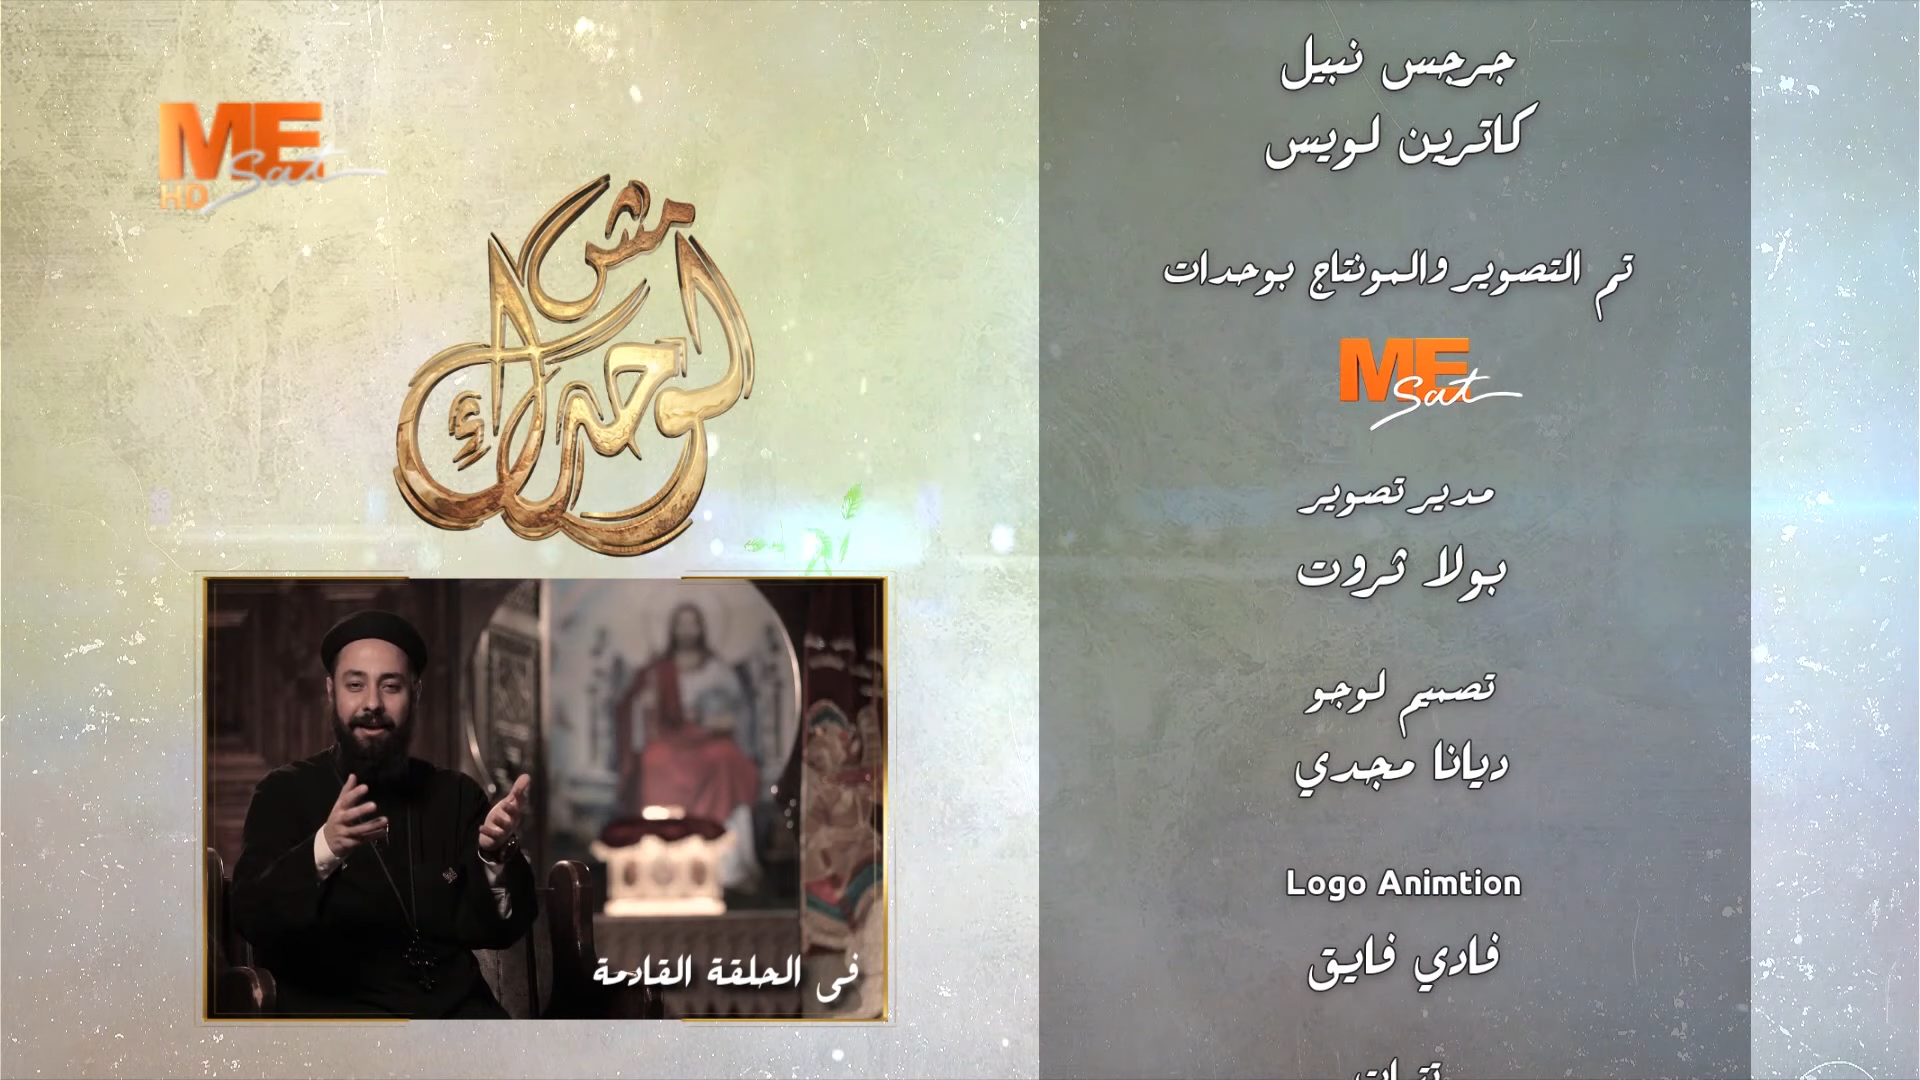 ME
Sat
HD
مش
لوحدك
في الحلقة القادمة
جرجس نبيل
كاترين لويس
تم التصوير والمونتاج بوحدات
ME
Sat
مدير تصوير
بولا ثروت
تصميم لوجو
ديانا مجدي
Logo Animtion
فادي فايق